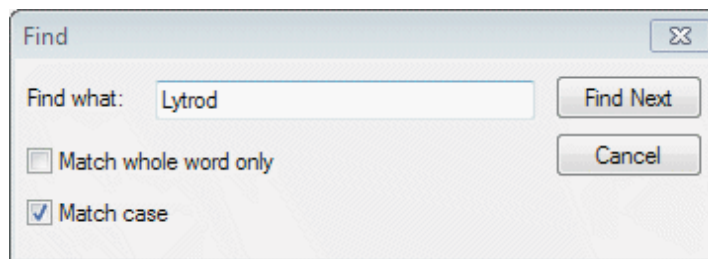 Find
Find what: Lytrod Find Next
Match whole word only Cancel
Match case